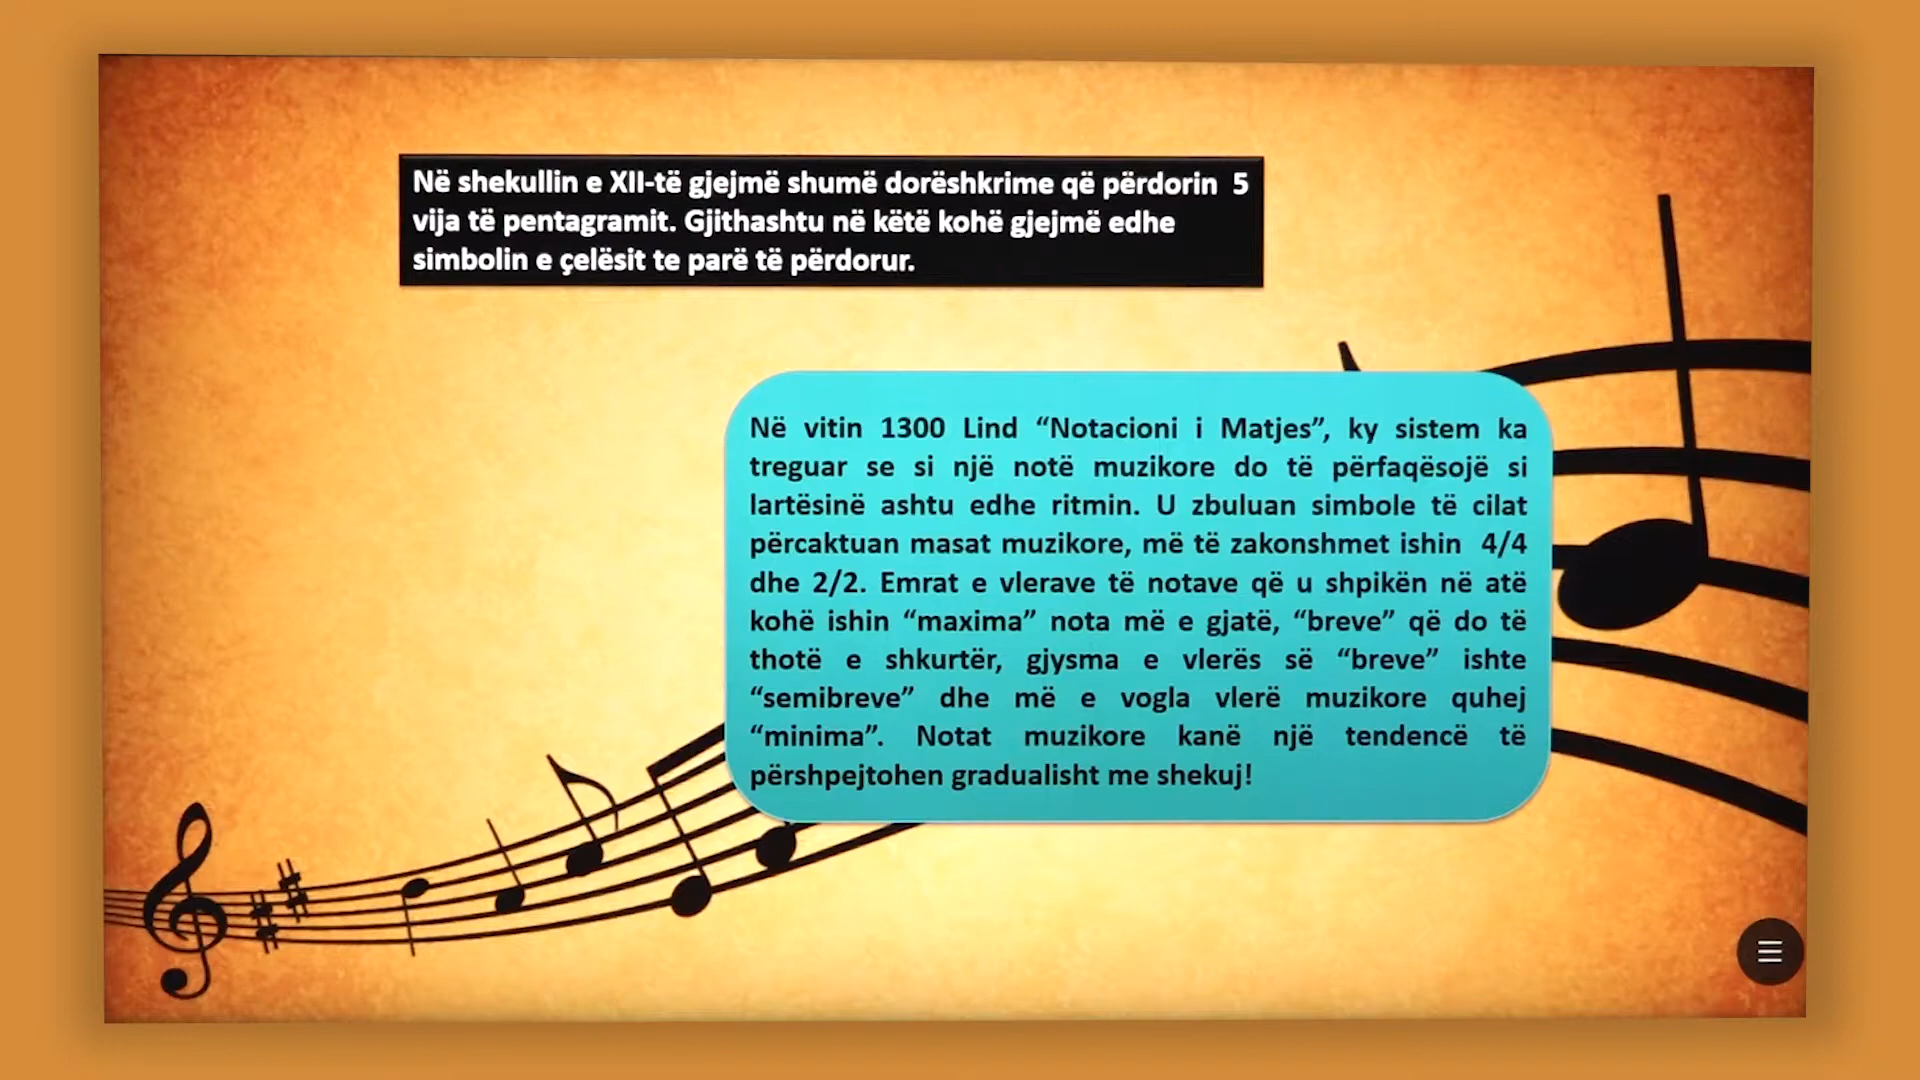 Në shekullin e XII-të gjejmë shumë dorëshkrime që përdorin 5
vija të pentagramit. Gjithashtu në këtë kohë gjejmë edhe
simbolin e çelësit te parë të përdorur.
Në vitin 1300 Lind “Notacioni i Matjes”, ky sistem ka
treguar se si një notë muzikore do të përfaqësojë si
lartësinë ashtu edhe ritmin. U zbuluan simbole të cilat
përcaktuan masat muzikore, më të zakonshmet ishin 4/4
dhe 2/2. Emrat e vlerave të notave që u shpikën në atë
kohë ishin “maxima” nota më e gjatë, “breve” që do të
thotë e shkurtër, gjysma e vlerës së “breve” ishte
“semibreve” dhe më e vogla vlerë muzikore quhej
“minima”. Notat muzikore kanë një tendencë të
përshpejtohen gradualisht me shekuj!